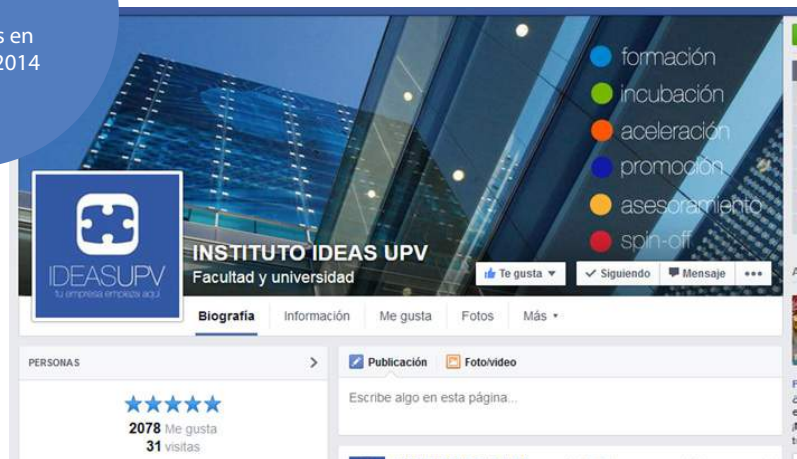 s en
2014
formación
incubación
aceleración
promoción
asesoramiento
spin-off
IDEASUPV
tu empresa empieza aquí
INSTITUTO IDEAS UPV
Facultad y universidad
Te gusta
Siguiendo
Mensaje
Biografía
Información
Me gusta
Fotos
Más
PERSONAS
Publicación
Foto/vídeo
Escribe algo en esta página...
2078 Me gusta
31 visitas